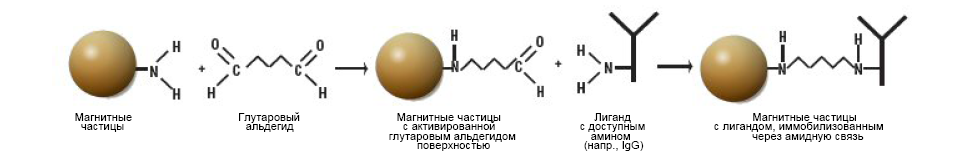 H
N
H
+
O
C
H
O
C
H
H
N
O
C
H
+
H
N
H
H
N
H
N
Магнитные
частицы
Глутаровый
альдегид
Магнитные частицы
с активированной
глутаровым альдегидом
поверхностью
Лиганд
с доступным
амином
(напр., IgG)
Магнитные частицы
с лигандом, иммобилизованным
через амидную связь